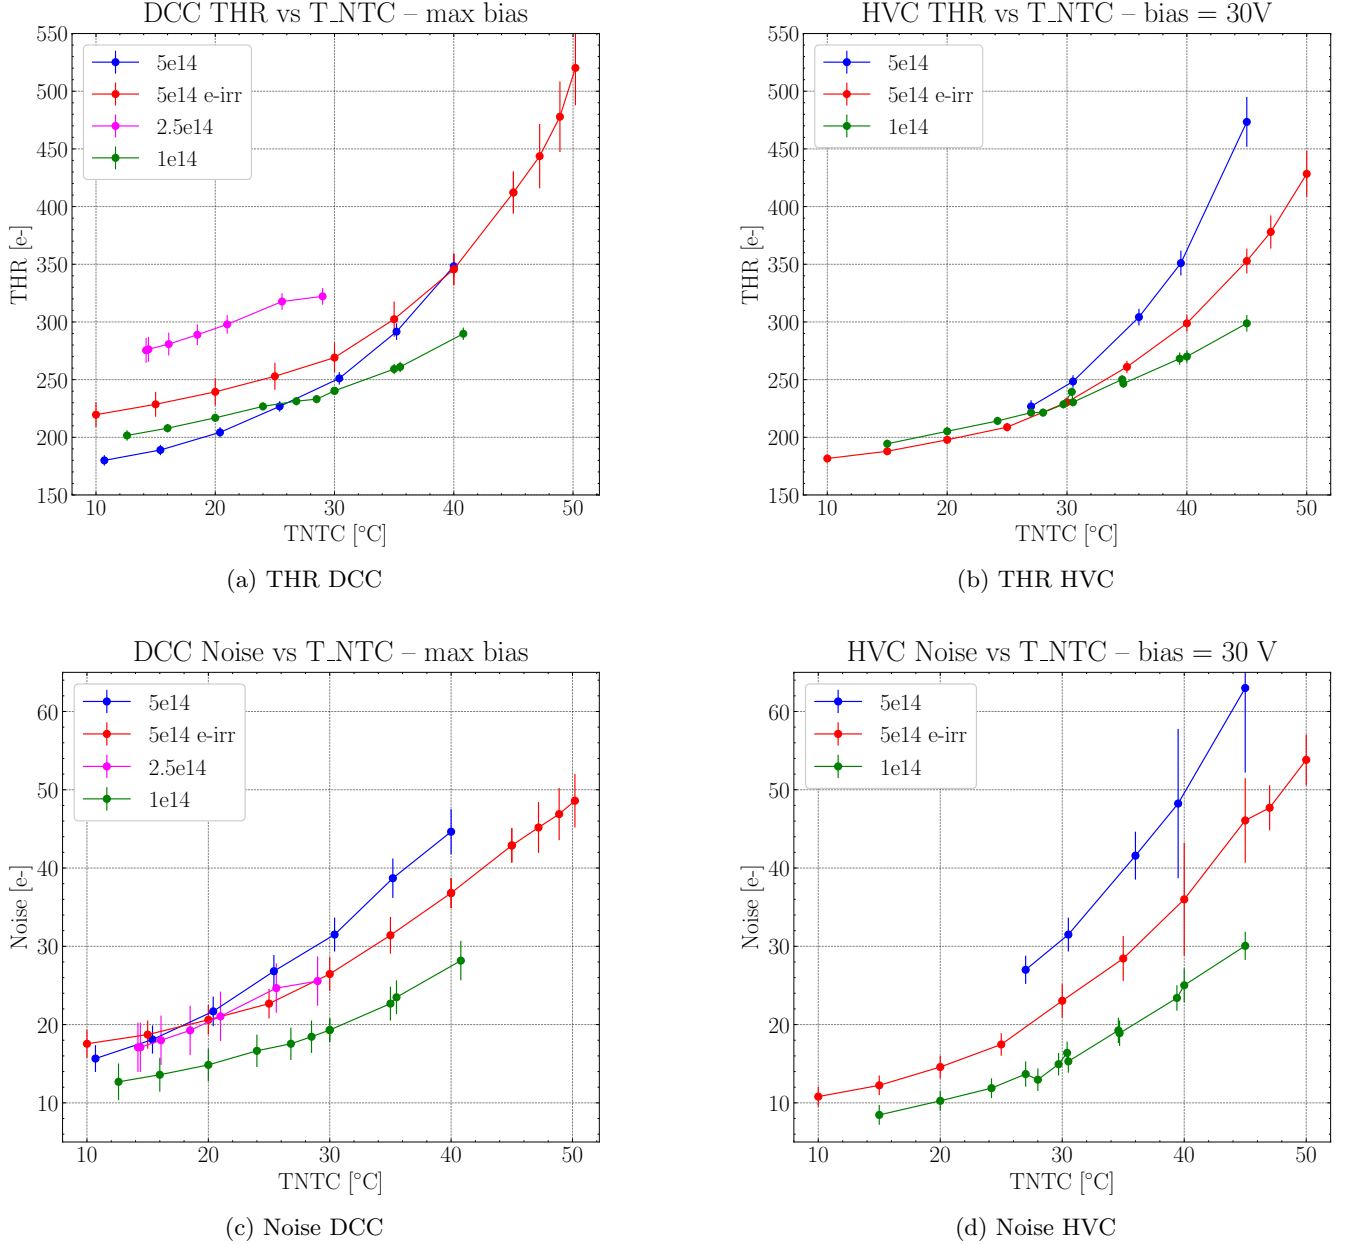 DCC THR vs T_NTC – max bias
550
500
450
400
350
300
250
200
150
THR [e-]
5e14
5e14 e-irr
2.5e14
1e14
10 20 30 40 50
TNTC [°C]
(a) THR DCC
HVC THR vs T_NTC – bias = 30V
550
500
450
400
350
300
250
200
150
THR [e-]
5e14
5e14 e-irr
1e14
10 20 30 40 50
TNTC [°C]
(b) THR HVC
DCC Noise vs T_NTC – max bias
60
50
40
30
20
10
Noise [e-]
5e14
5e14 e-irr
2.5e14
1e14
10 20 30 40 50
TNTC [°C]
(c) Noise DCC
HVC Noise vs T_NTC – bias = 30 V
60
50
40
30
20
10
Noise [e-]
5e14
5e14 e-irr
1e14
10 20 30 40 50
TNTC [°C]
(d) Noise HVC